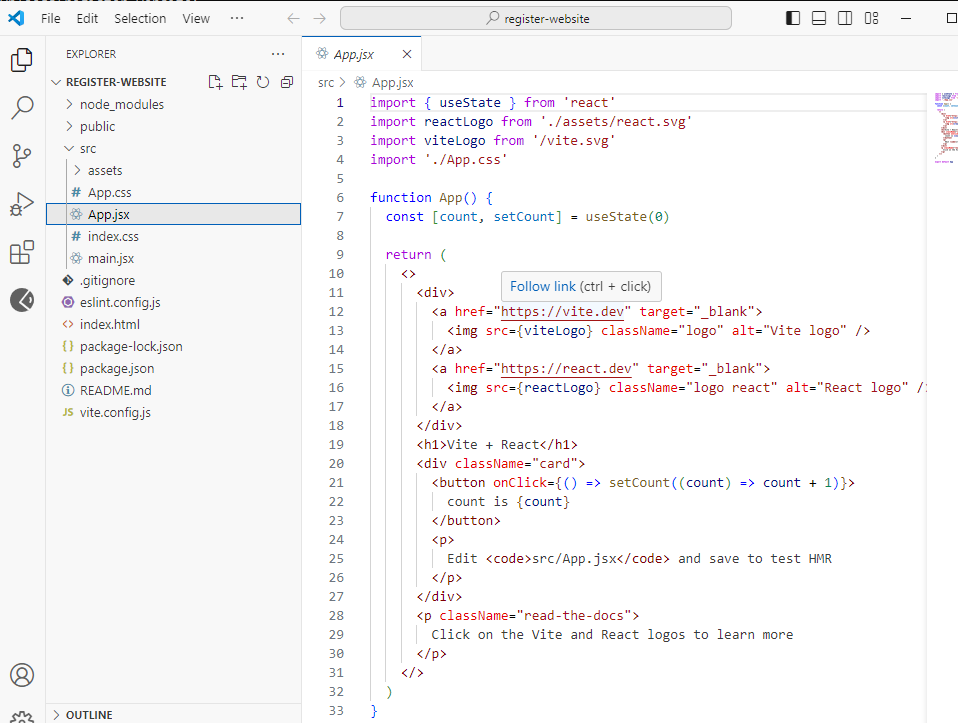 File Edit Selection View ··· register-website
EXPLORER ···
REGISTER-WEBSITE
node_modules
public
src
assets
# App.css
App.jsx
# index.css
main.jsx
.gitignore
eslint.config.js
<> index.html
{} package-lock.json
{} package.json
README.md
JS vite.config.js
OUTLINE
App.jsx
src > App.jsx
1 import { useState } from 'react'
2 import reactLogo from './assets/react.svg'
3 import viteLogo from '/vite.svg'
4 import './App.css'
5
6 function App() {
7 const [count, setCount] = useState(0)
8
9 return (
10 <>
Follow link (ctrl + click)
11 <div>
12 <a href="https://vite.dev" target="_blank">
13 <img src={viteLogo} className="logo" alt="Vite logo" />
14 </a>
15 <a href="https://react.dev" target="_blank">
16 <img src={reactLogo} className="logo react" alt="React logo" /
17 </a>
18 </div>
19 <h1>Vite + React</h1>
20 <div className="card">
21 <button onClick={() => setCount((count) => count + 1)}>
22 count is {count}
23 </button>
24 <p>
25 Edit <code>src/App.jsx</code> and save to test HMR
26 </p>
27 </div>
28 <p className="read-the-docs">
29 Click on the Vite and React logos to learn more
30 </p>
31 </>
32 )
33 }